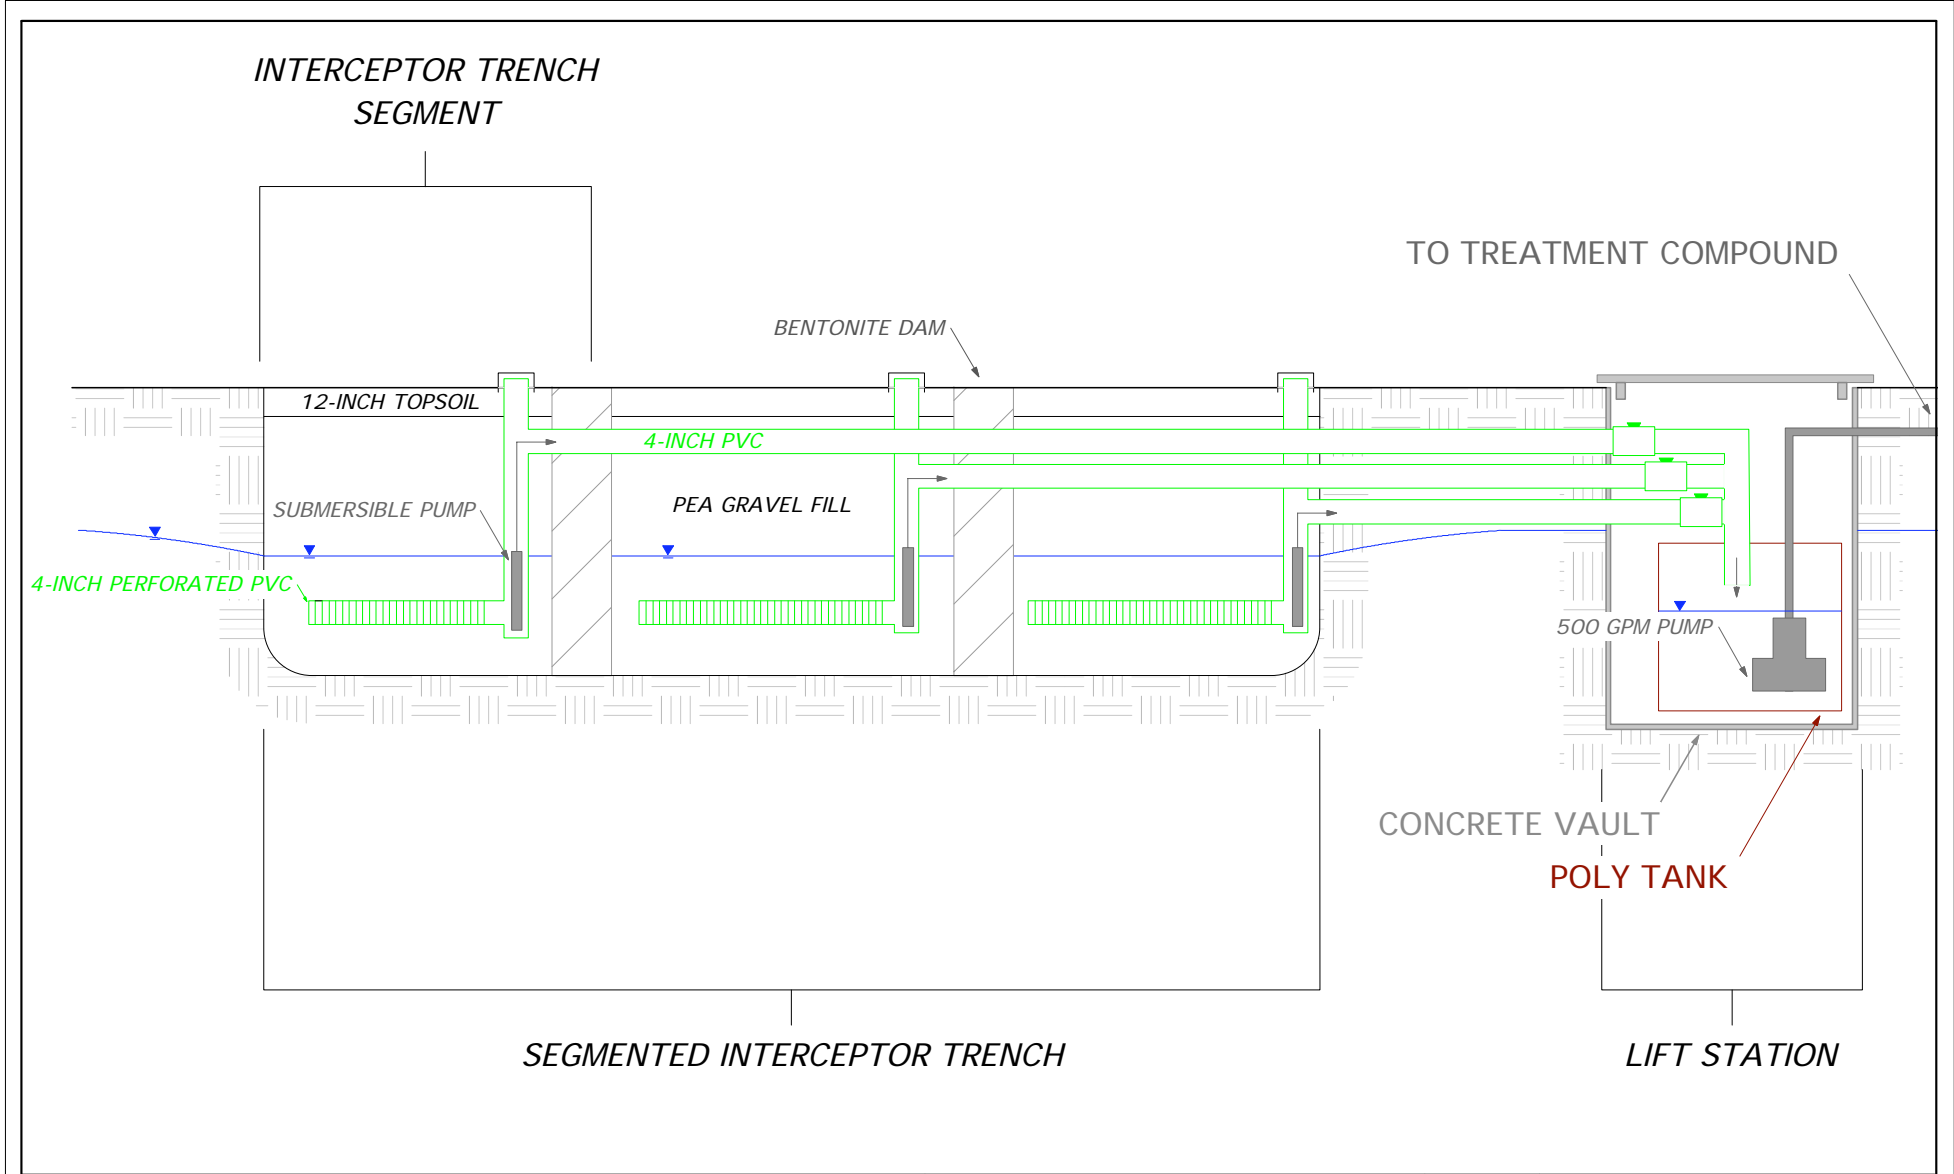 INTERCEPTOR TRENCH
SEGMENT
TO TREATMENT COMPOUND
BENTONITE DAM
12-INCH TOPSOIL
4-INCH PVC
SUBMERSIBLE PUMP
PEA GRAVEL FILL
4-INCH PERFORATED PVC
500 GPM PUMP
CONCRETE VAULT
POLY TANK
SEGMENTED INTERCEPTOR TRENCH
LIFT STATION